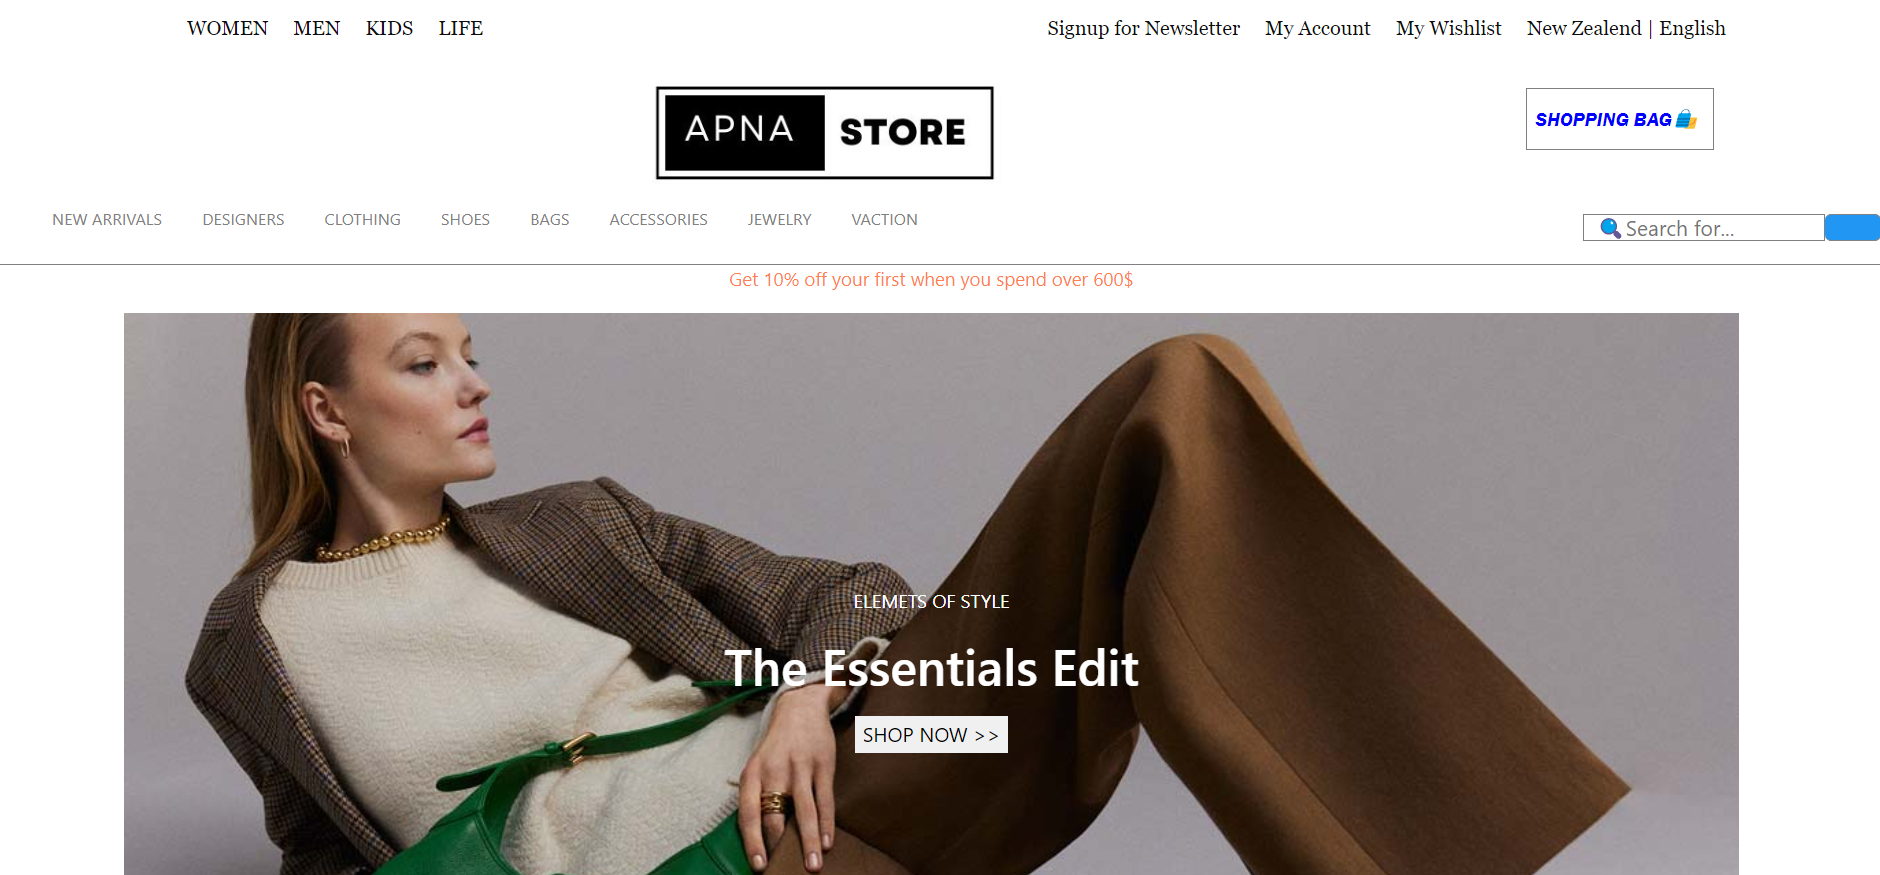 WOMEN MEN KIDS LIFE Signup for Newsletter My Account My Wishlist New Zealend | English
APNA STORE
SHOPPING BAG
NEW ARRIVALS DESIGNERS CLOTHING SHOES BAGS ACCESSORIES JEWELRY VACTION
Search for...
Get 10% off your first when you spend over 600$
ELEMETS OF STYLE
The Essentials Edit
SHOP NOW >>